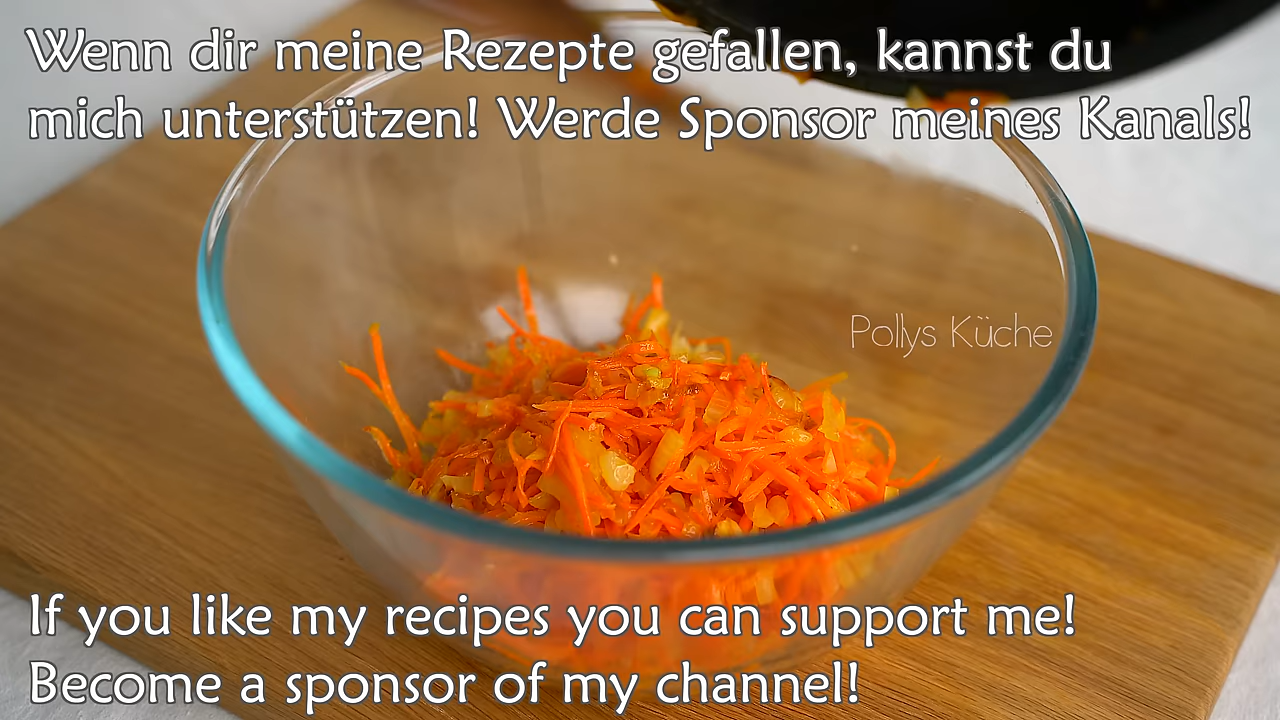 Wenn dir meine Rezepte gefallen, kannst du
mich unterstützen! Werde Sponsor meines Kanals!
Pollys Küche
If you like my recipes you can support me!
Become a sponsor of my channel!